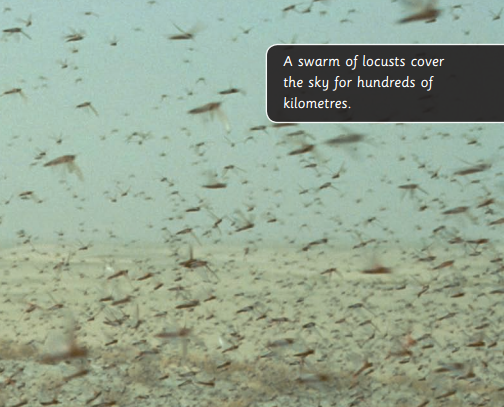 A swarm of locusts cover
the sky for hundreds of
kilometres.